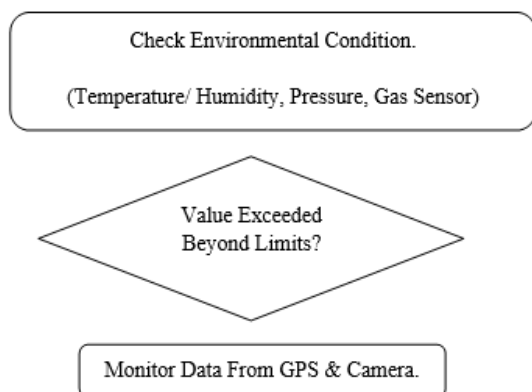 Check Environmental Condition.
(Temperature/ Humidity, Pressure, Gas Sensor)
Value Exceeded
Beyond Limits?
Monitor Data From GPS & Camera.